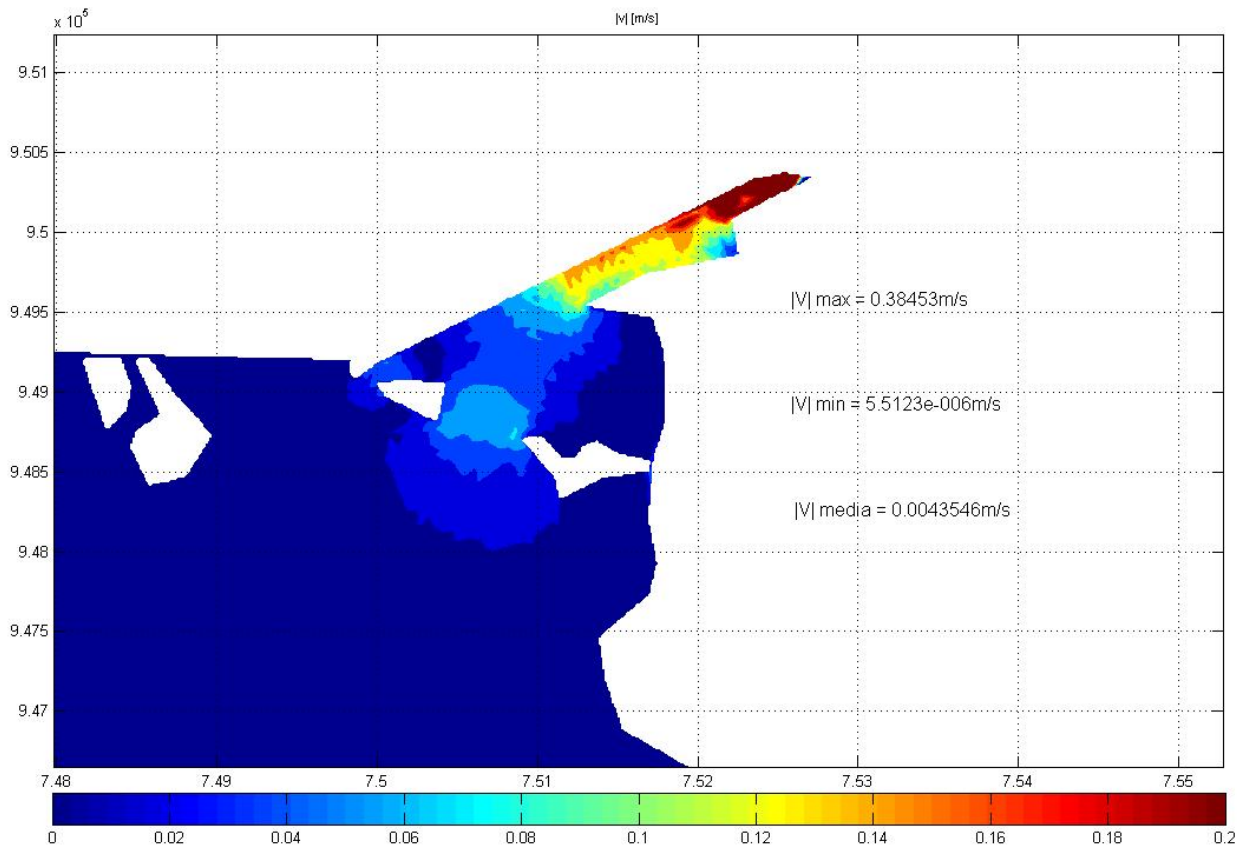 |v| [m/s]
x 10⁵
9.51
9.505
9.5
9.495
|V| max = 0.38453m/s
9.49
|V| min = 5.5123e-006m/s
9.485
|V| media = 0.0043546m/s
9.48
9.475
9.47
7.48 7.49 7.5 7.51 7.52 7.53 7.54 7.55
0 0.02 0.04 0.06 0.08 0.1 0.12 0.14 0.16 0.18 0.2